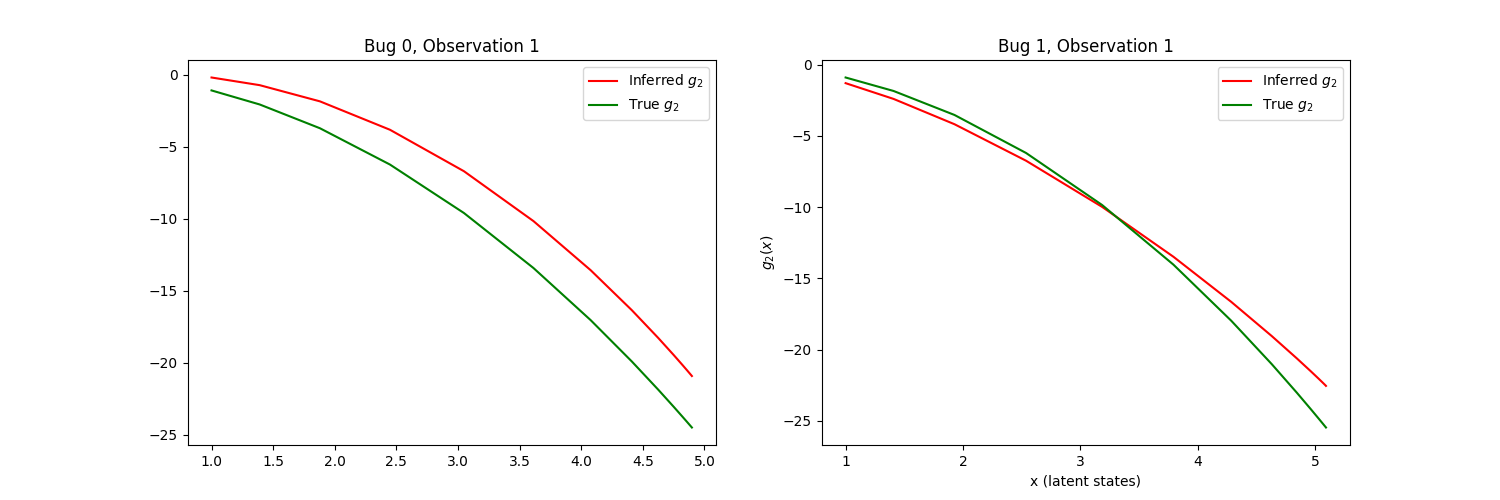 Bug 0, Observation 1
Inferred g₂
True g₂
0
−5
−10
−15
−20
−25
1.0 1.5 2.0 2.5 3.0 3.5 4.0 4.5 5.0
Bug 1, Observation 1
Inferred g₂
True g₂
g₂(x)
0
−5
−10
−15
−20
−25
1 2 3 4 5
x (latent states)